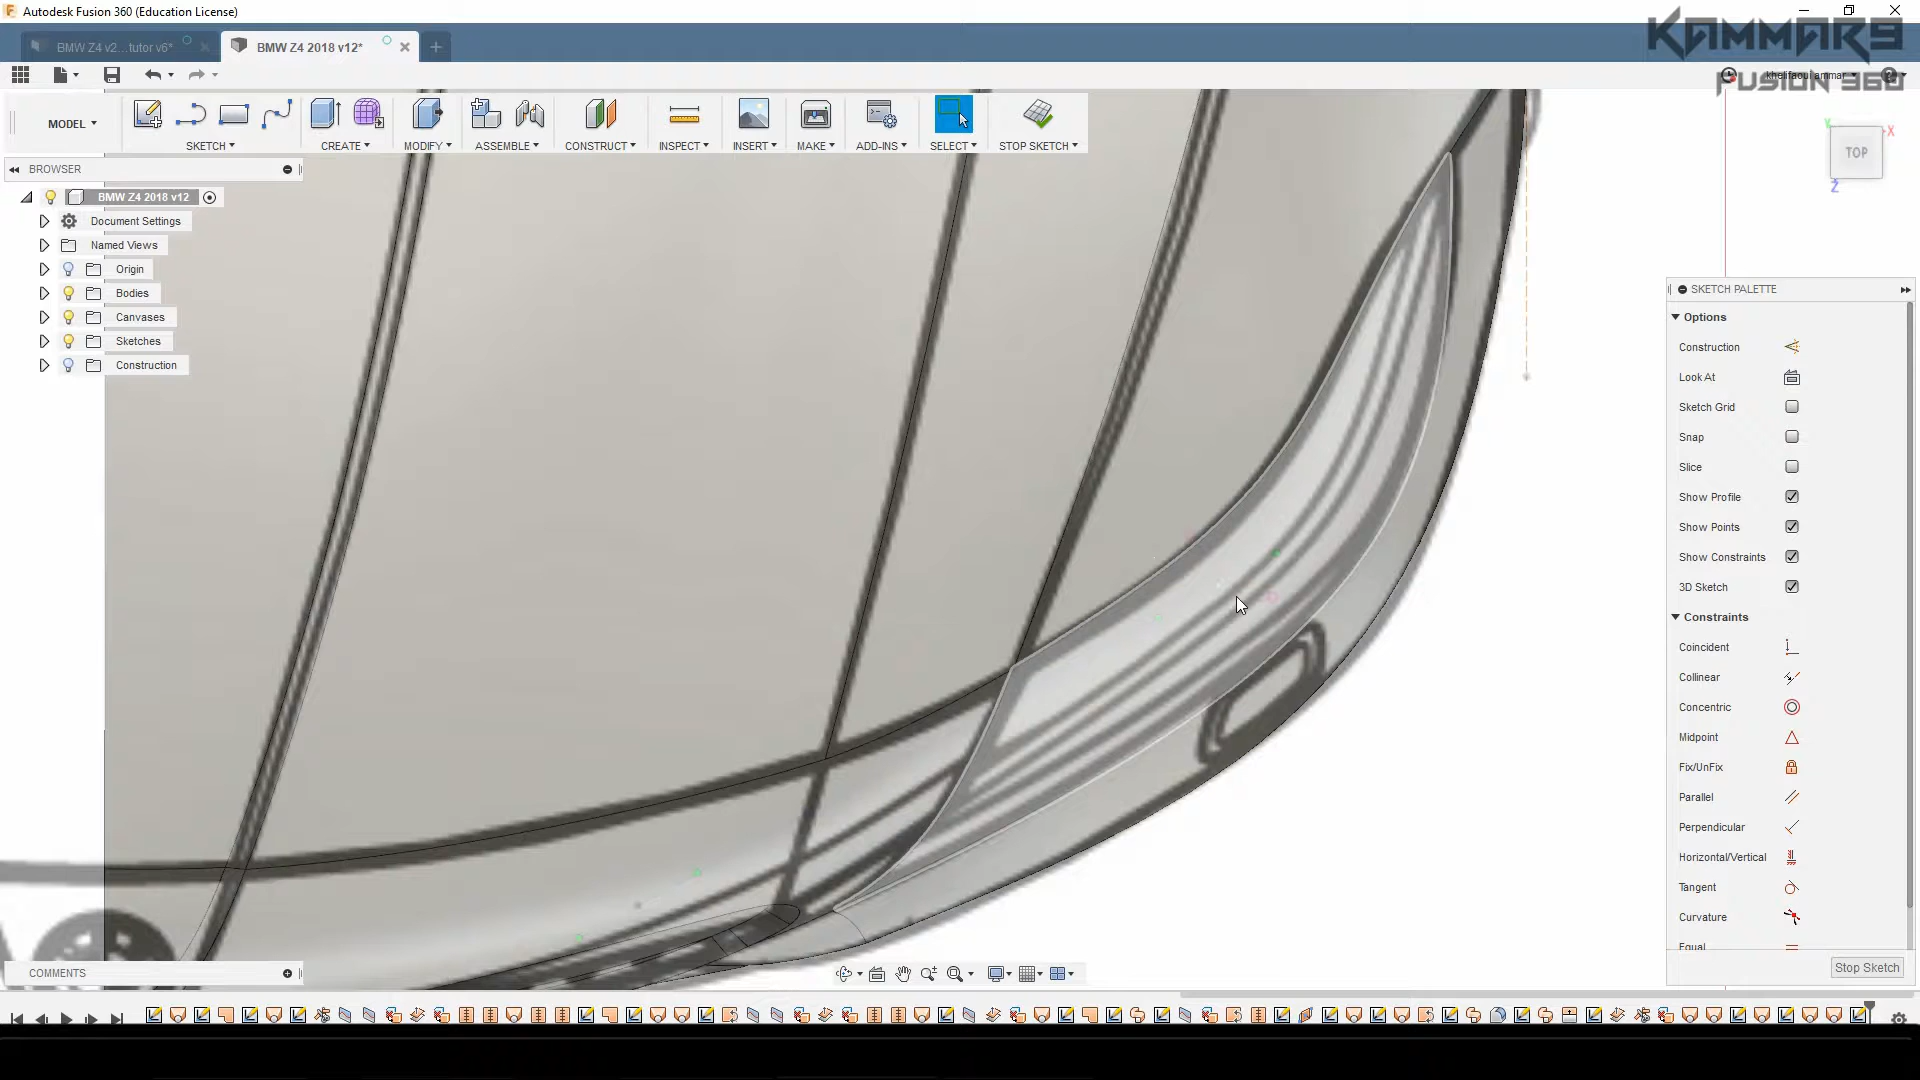 Autodesk Fusion 360 (Education License)
KAMMAR9
FUSION 360
BMW Z4 v2...tutor v6*
BMW Z4 2018 v12*
khelifaoui ammar
MODEL
SKETCH
CREATE
MODIFY
ASSEMBLE
CONSTRUCT
INSPECT
INSERT
MAKE
ADD-INS
SELECT
STOP SKETCH
BROWSER
BMW Z4 2018 v12
Document Settings
Named Views
Origin
Bodies
Canvases
Sketches
Construction
Y
X
TOP
Z
SKETCH PALETTE
Options
Construction
Look At
Sketch Grid
Snap
Slice
Show Profile
Show Points
Show Constraints
3D Sketch
Constraints
Coincident
Collinear
Concentric
Midpoint
Fix/UnFix
Parallel
Perpendicular
Horizontal/Vertical
Tangent
Curvature
Equal
Stop Sketch
COMMENTS